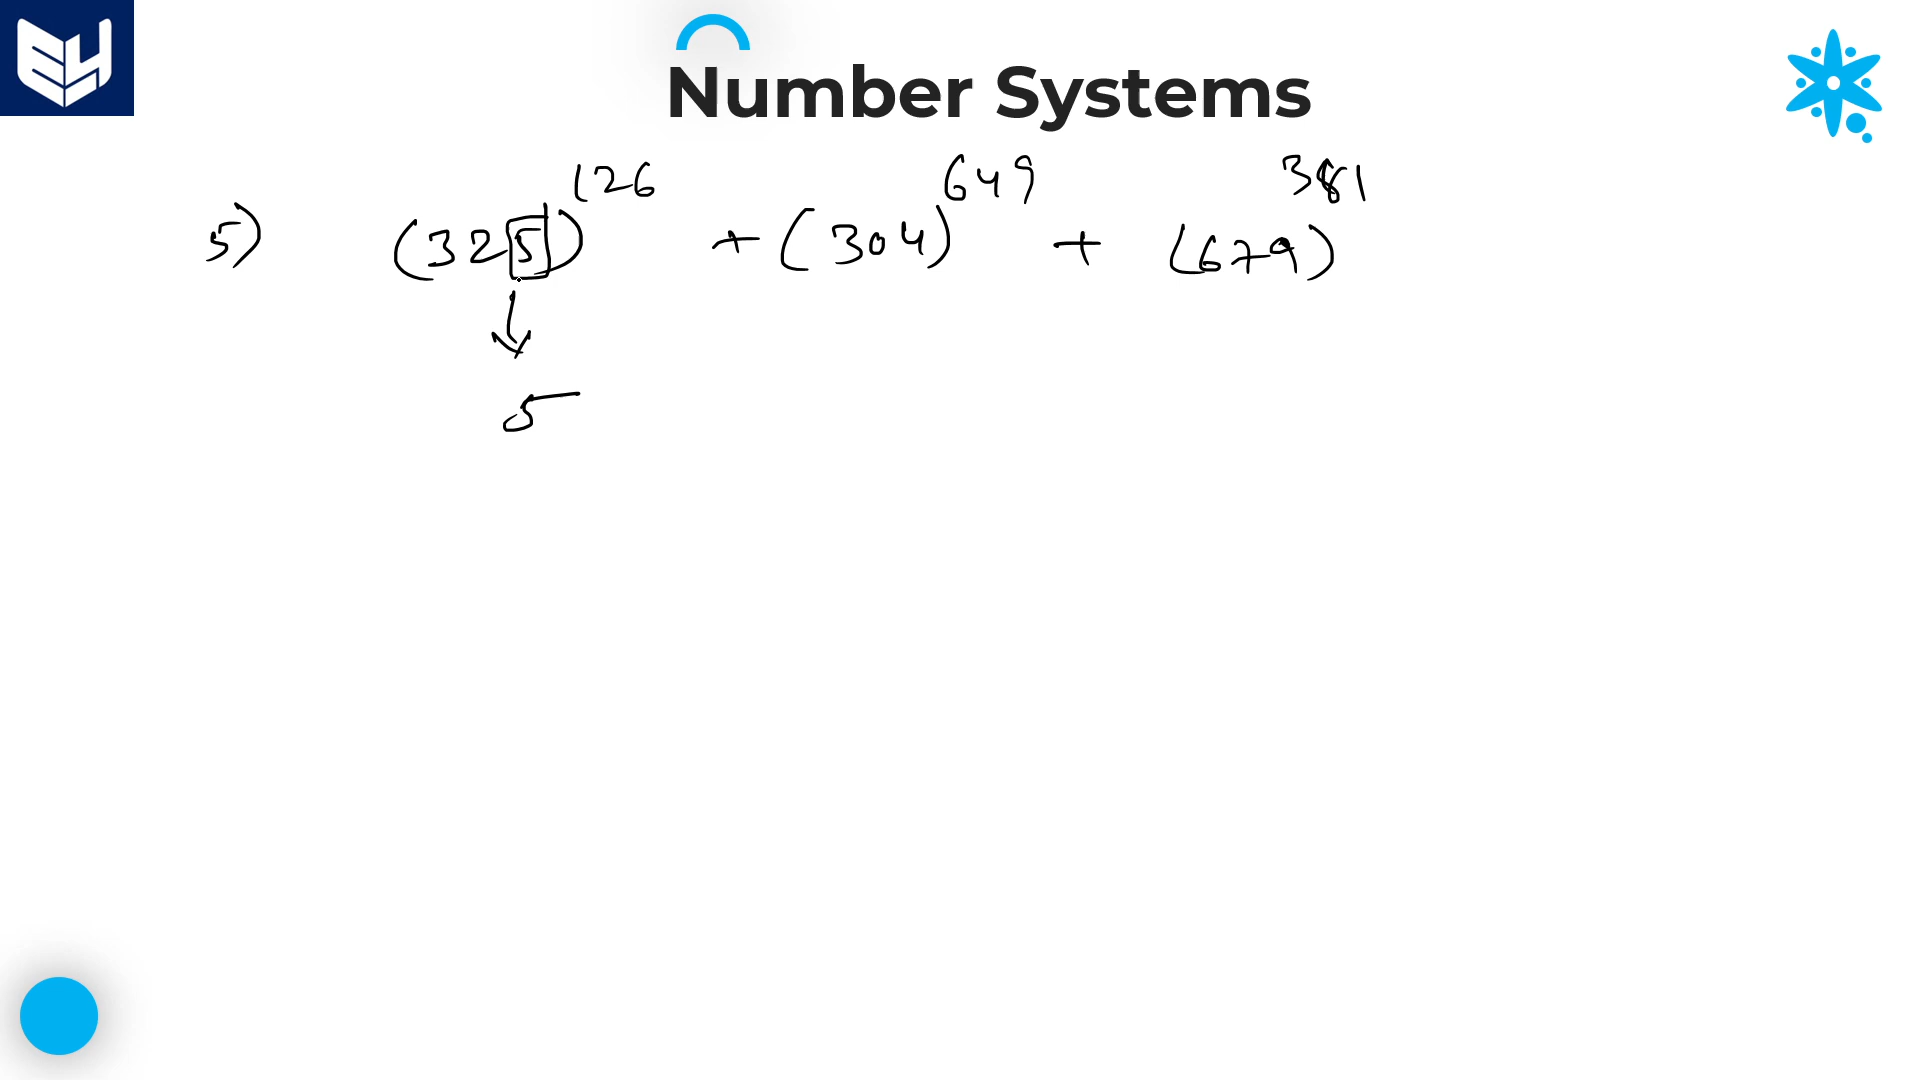 Number Systems
5) (325)^126 + (304)^649 + (679)^381
5